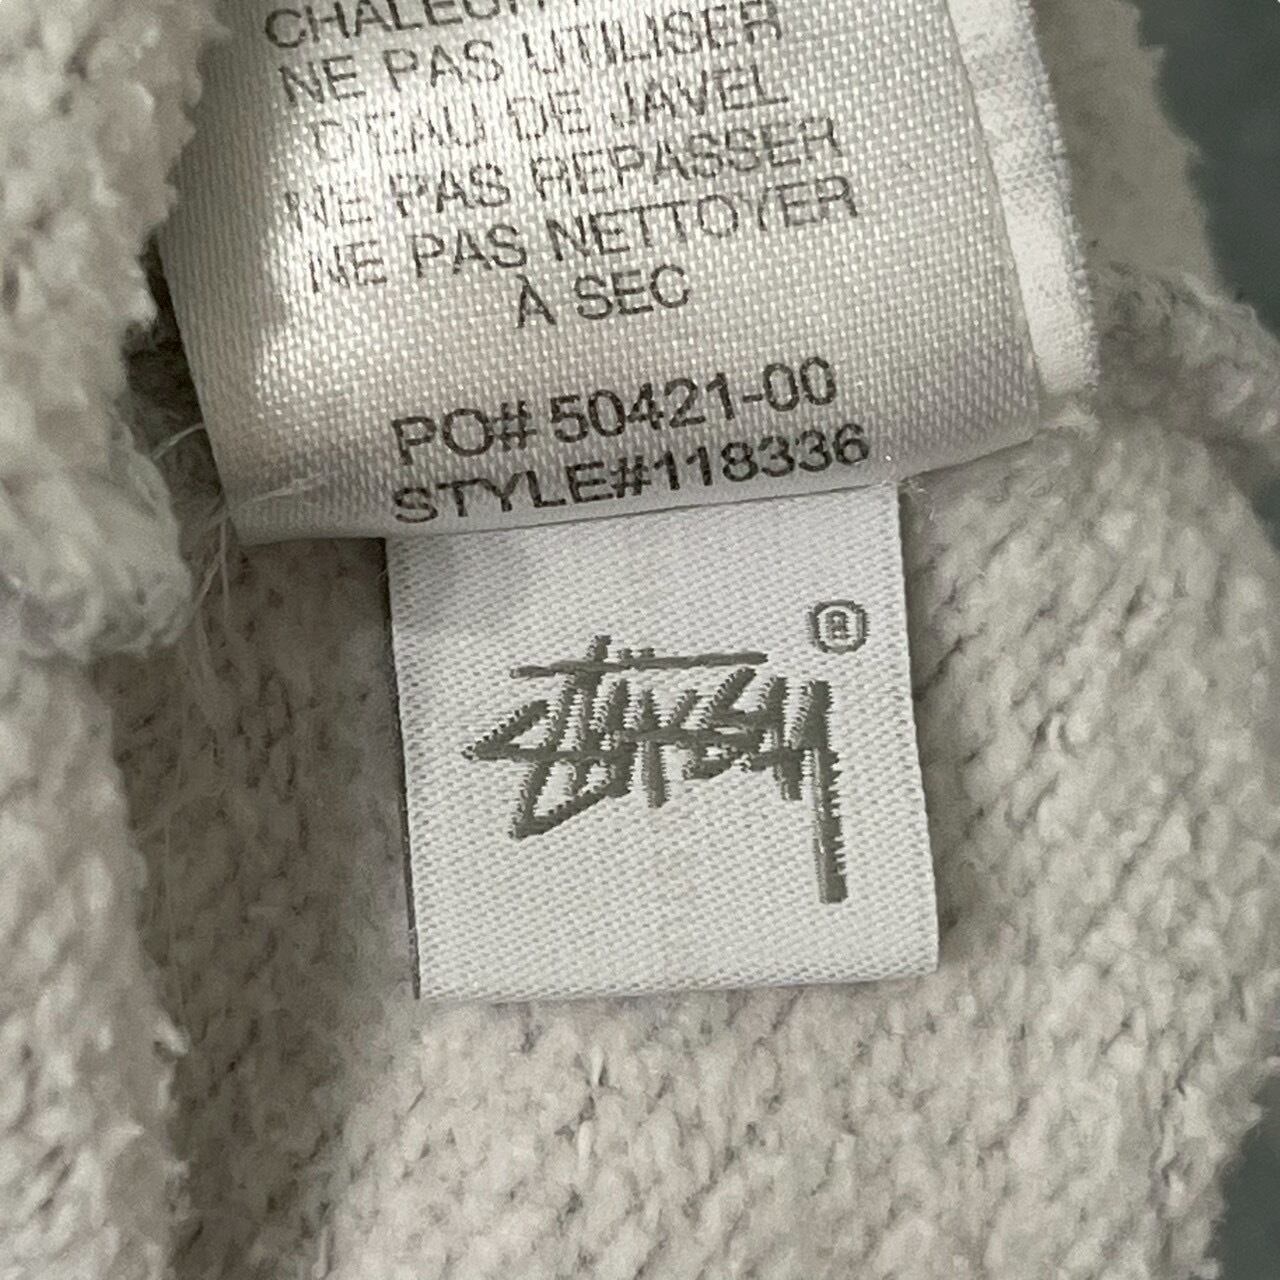 CHALEUR
NE PAS UTILISER
D'EAU DE JAVEL
NE PAS REPASSER
NE PAS NETTOYER
À SEC
PO# 50421-00
STYLE#118336
®
Stüssy